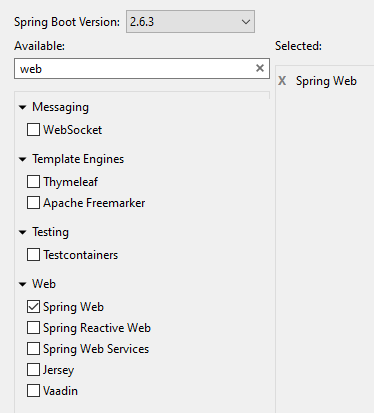 Spring Boot Version: 2.6.3
Available:
Selected:
web
X Spring Web
Messaging
WebSocket
Template Engines
Thymeleaf
Apache Freemarker
Testing
Testcontainers
Web
Spring Web
Spring Reactive Web
Spring Web Services
Jersey
Vaadin